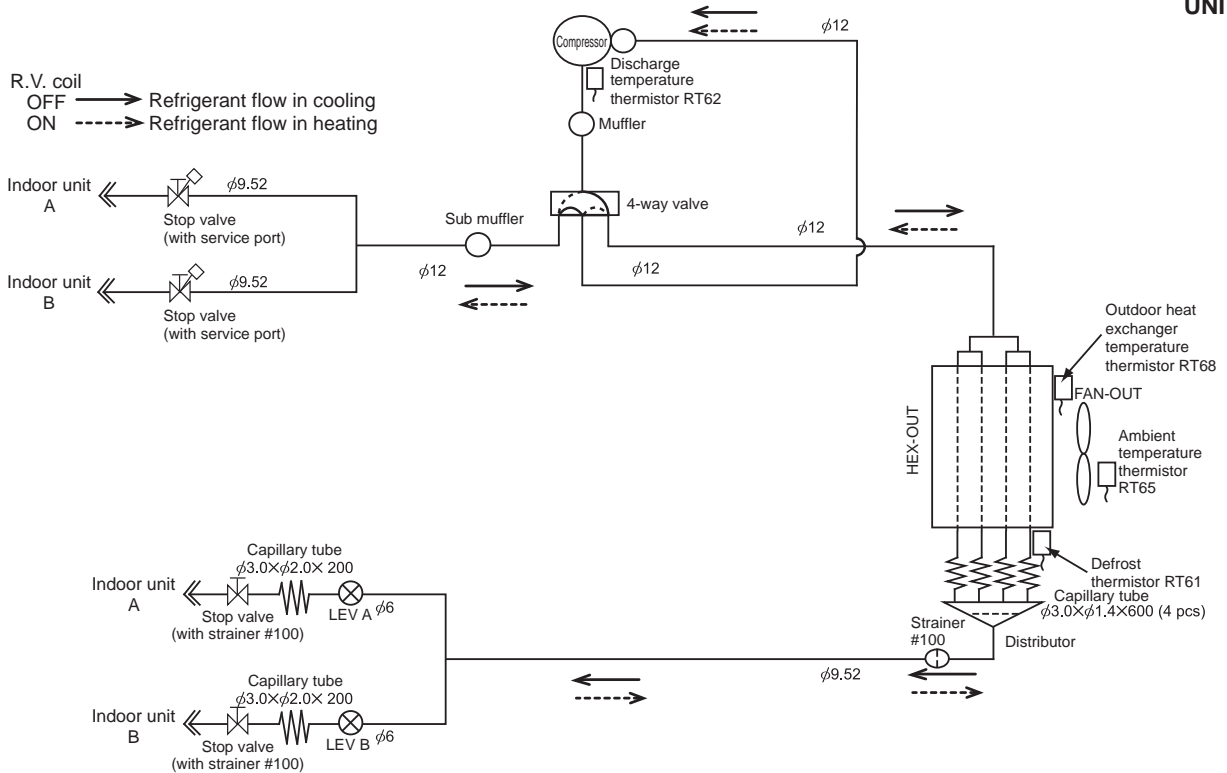 UNI
R.V. coil
OFF Refrigerant flow in cooling
ON Refrigerant flow in heating
Compressor
φ12
Discharge
temperature
thermistor RT62
Muffler
Indoor unit
A
φ9.52
Stop valve
(with service port)
4-way valve
Sub muffler
φ12
φ12
φ12
Indoor unit
B
φ9.52
Stop valve
(with service port)
Outdoor heat
exchanger
temperature
thermistor RT68
FAN-OUT
HEX-OUT
Ambient
temperature
thermistor
RT65
Defrost
thermistor RT61
Capillary tube
φ3.0×φ1.4×600 (4 pcs)
Distributor
Strainer
#100
φ9.52
Capillary tube
φ3.0×φ2.0× 200
Indoor unit
A
LEV A
φ6
Stop valve
(with strainer #100)
Capillary tube
φ3.0×φ2.0× 200
Indoor unit
B
LEV B
φ6
Stop valve
(with strainer #100)